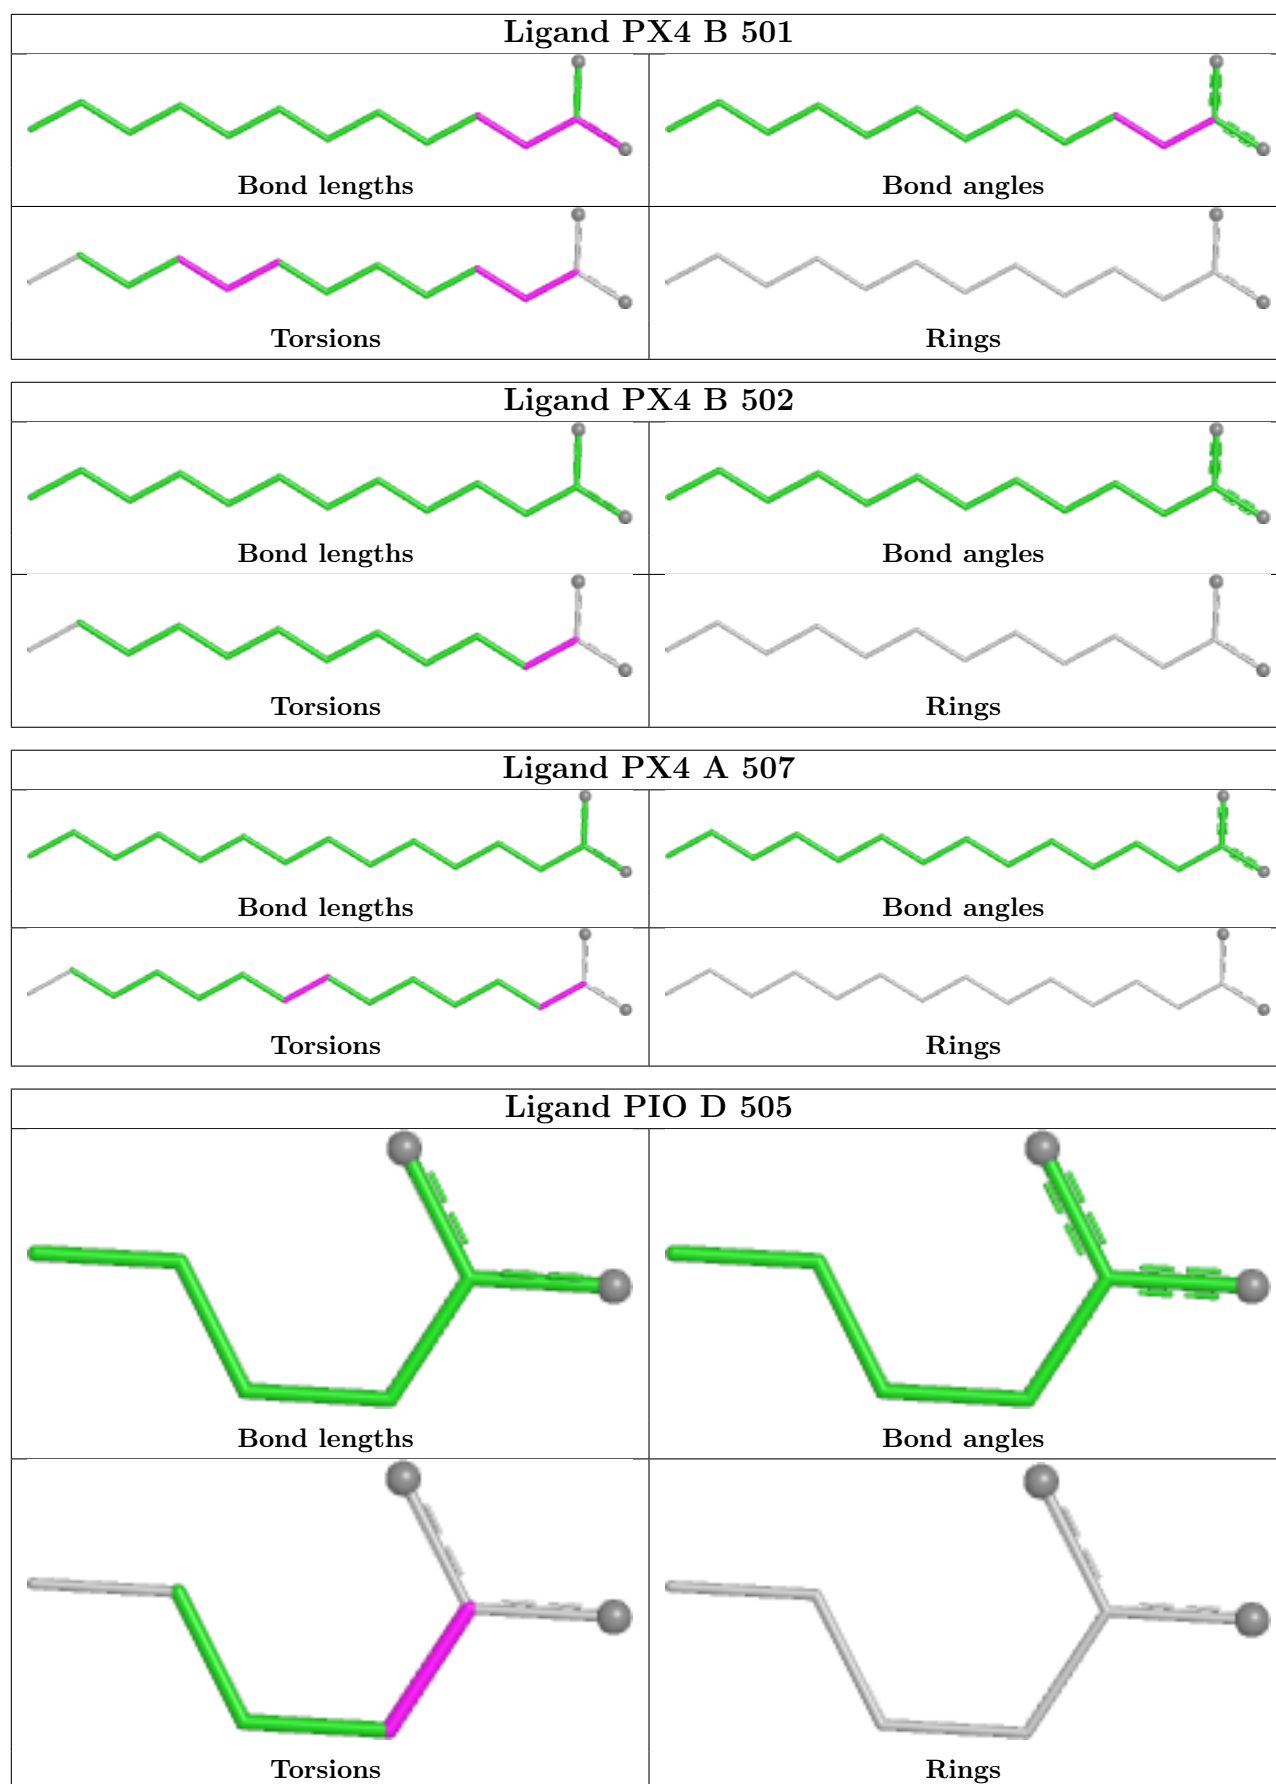 Ligand PX4 B 501
Bond lengths
Bond angles
Torsions
Rings
Ligand PX4 B 502
Bond lengths
Bond angles
Torsions
Rings
Ligand PX4 A 507
Bond lengths
Bond angles
Torsions
Rings
Ligand PIO D 505
Bond lengths
Bond angles
Torsions
Rings